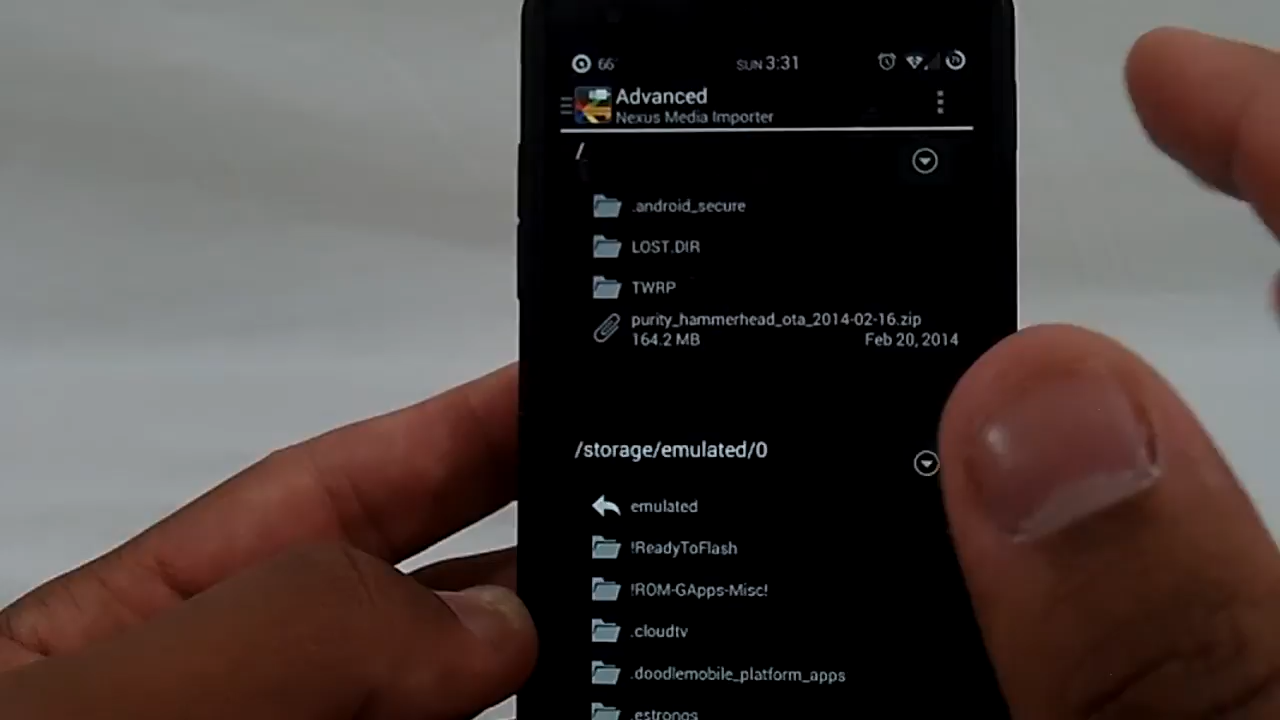 66 SUN 3:31
Advanced
Nexus Media Importer
/
.android_secure
LOST.DIR
TWRP
purity_hammerhead_ota_2014-02-16.zip
164.2 MB Feb 20, 2014
/storage/emulated/0
emulated
!ReadyToFlash
!ROM-GApps-Misc!
.cloudtv
.doodlemobile_platform_apps
.estrongs